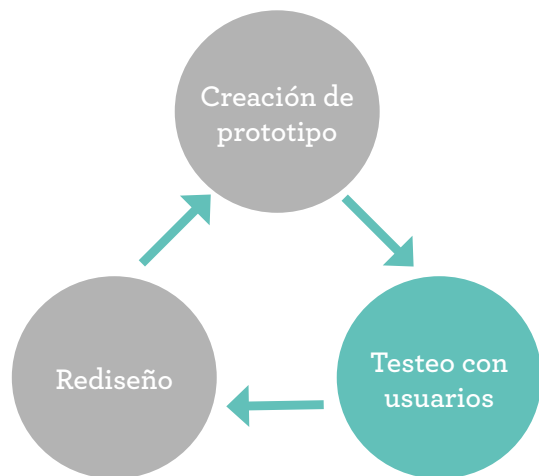 Creación de
prototipo
Testeo con
usuarios
Rediseño